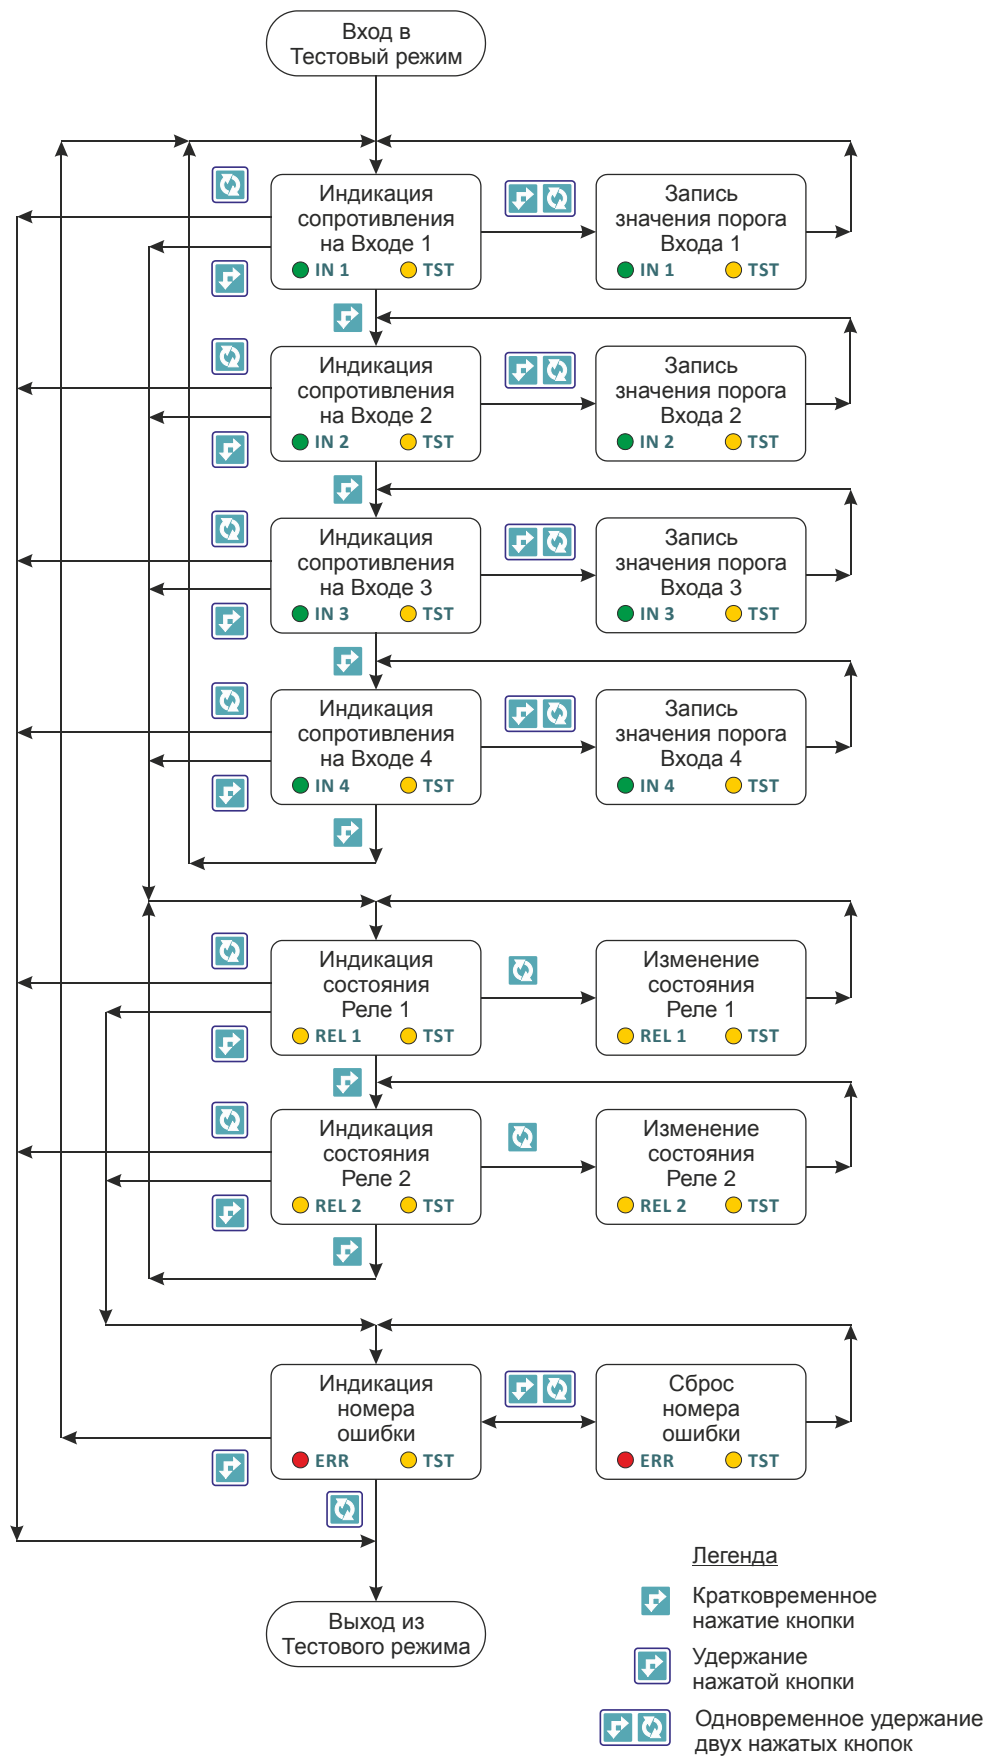 Вход в
Тестовый режим
Индикация
сопротивления
на Входе 1
IN 1 TST
Запись
значения порога
Входа 1
IN 1 TST
Индикация
сопротивления
на Входе 2
IN 2 TST
Запись
значения порога
Входа 2
IN 2 TST
Индикация
сопротивления
на Входе 3
IN 3 TST
Запись
значения порога
Входа 3
IN 3 TST
Индикация
сопротивления
на Входе 4
IN 4 TST
Запись
значения порога
Входа 4
IN 4 TST
Индикация
состояния
Реле 1
REL 1 TST
Изменение
состояния
Реле 1
REL 1 TST
Индикация
состояния
Реле 2
REL 2 TST
Изменение
состояния
Реле 2
REL 2 TST
Индикация
номера
ошибки
ERR TST
Сброс
номера
ошибки
ERR TST
Выход из
Тестового режима
Легенда
Кратковременное
нажатие кнопки
Удержание
нажатой кнопки
Одновременное удержание
двух нажатых кнопок